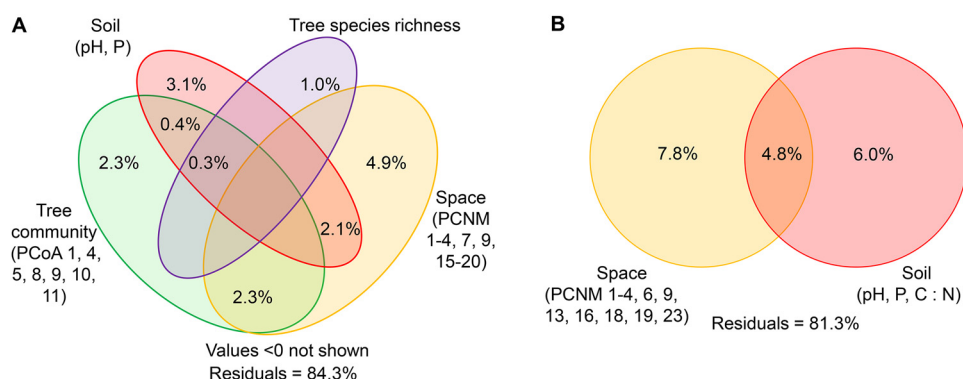 A
Soil
(pH, P)
Tree species richness
3.1%
1.0%
0.4%
2.3%
0.3%
4.9%
2.1%
2.3%
Tree
community
(PCoA 1, 4,
5, 8, 9, 10,
11)
Space
(PCNM
1-4, 7, 9,
15-20)
Values <0 not shown
Residuals = 84.3%
B
7.8%
4.8%
6.0%
Space
(PCNM 1-4, 6, 9,
13, 16, 18, 19, 23)
Soil
(pH, P, C : N)
Residuals = 81.3%